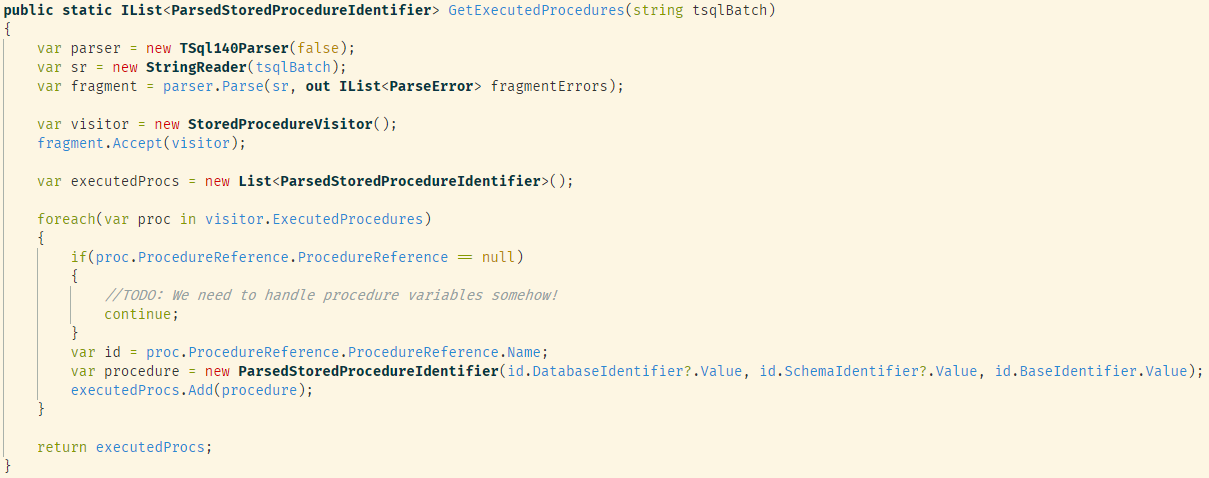 public static IList<ParsedStoredProcedureIdentifier> GetExecutedProcedures(string tsqlBatch)
{
    var parser = new TSql140Parser(false);
    var sr = new StringReader(tsqlBatch);
    var fragment = parser.Parse(sr, out IList<ParseError> fragmentErrors);

    var visitor = new StoredProcedureVisitor();
    fragment.Accept(visitor);

    var executedProcs = new List<ParsedStoredProcedureIdentifier>();

    foreach(var proc in visitor.ExecutedProcedures)
    {
        if(proc.ProcedureReference.ProcedureReference == null)
        {
            //TODO: We need to handle procedure variables somehow!
            continue;
        }
        var id = proc.ProcedureReference.ProcedureReference.Name;
        var procedure = new ParsedStoredProcedureIdentifier(id.DatabaseIdentifier?.Value, id.SchemaIdentifier?.Value, id.BaseIdentifier.Value);
        executedProcs.Add(procedure);
    }

    return executedProcs;
}